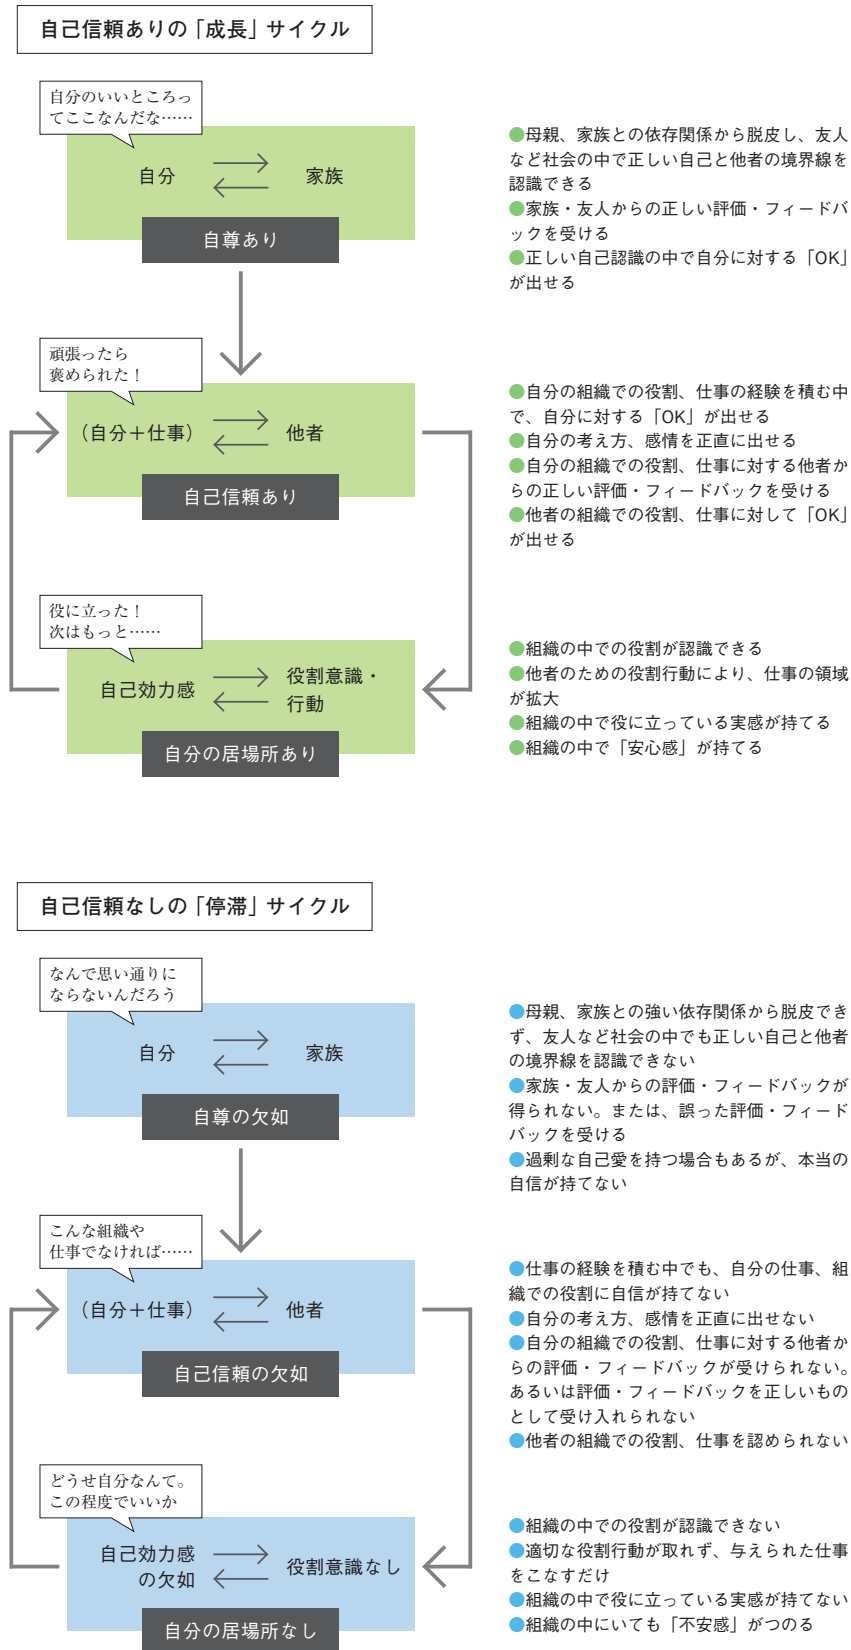 自己信頼ありの「成長」サイクル
自分のいいところっ
てここなんだな……
自分
家族
自尊あり
●母親、家族との依存関係から脱皮し、友人
など社会の中で正しい自己と他者の境界線を
認識できる
●家族・友人からの正しい評価・フィードバ
ックを受ける
●正しい自己認識の中で自分に対する「OK」
が出せる
頑張ったら
褒められた！
（自分＋仕事）
他者
自己信頼あり
●自分の組織での役割、仕事の経験を積む中
で、自分に対する「OK」が出せる
●自分の考え方、感情を正直に出せる
●自分の組織での役割、仕事に対する他者か
らの正しい評価・フィードバックを受ける
●他者の組織での役割、仕事に対して「OK」
が出せる
役に立った！
次はもっと……
自己効力感
役割意識・
行動
自分の居場所あり
●組織の中での役割が認識できる
●他者のための役割行動により、仕事の領域
が拡大
●組織の中で役に立っている実感が持てる
●組織の中で「安心感」が持てる
自己信頼なしの「停滞」サイクル
なんで思い通りに
ならないんだろう
自分
家族
自尊の欠如
●母親、家族との強い依存関係から脱皮でき
ず、友人など社会の中でも正しい自己と他者
の境界線を認識できない
●家族・友人からの評価・フィードバックが
得られない。または、誤った評価・フィード
バックを受ける
●過剰な自己愛を持つ場合もあるが、本当の
自信が持てない
こんな組織や
仕事でなければ……
（自分＋仕事）
他者
自己信頼の欠如
●仕事の経験を積む中でも、自分の仕事、組
織での役割に自信が持てない
●自分の考え方、感情を正直に出せない
●自分の組織での役割、仕事に対する他者か
らの評価・フィードバックが受けられない。
あるいは評価・フィードバックを正しいもの
として受け入れられない
●他者の組織での役割、仕事を認められない
どうせ自分なんて。
この程度でいいか
自己効力感
の欠如
役割意識なし
自分の居場所なし
●組織の中での役割が認識できない
●適切な役割行動が取れず、与えられた仕事
をこなすだけ
●組織の中で役に立っている実感が持てない
●組織の中にいても「不安感」がつのる